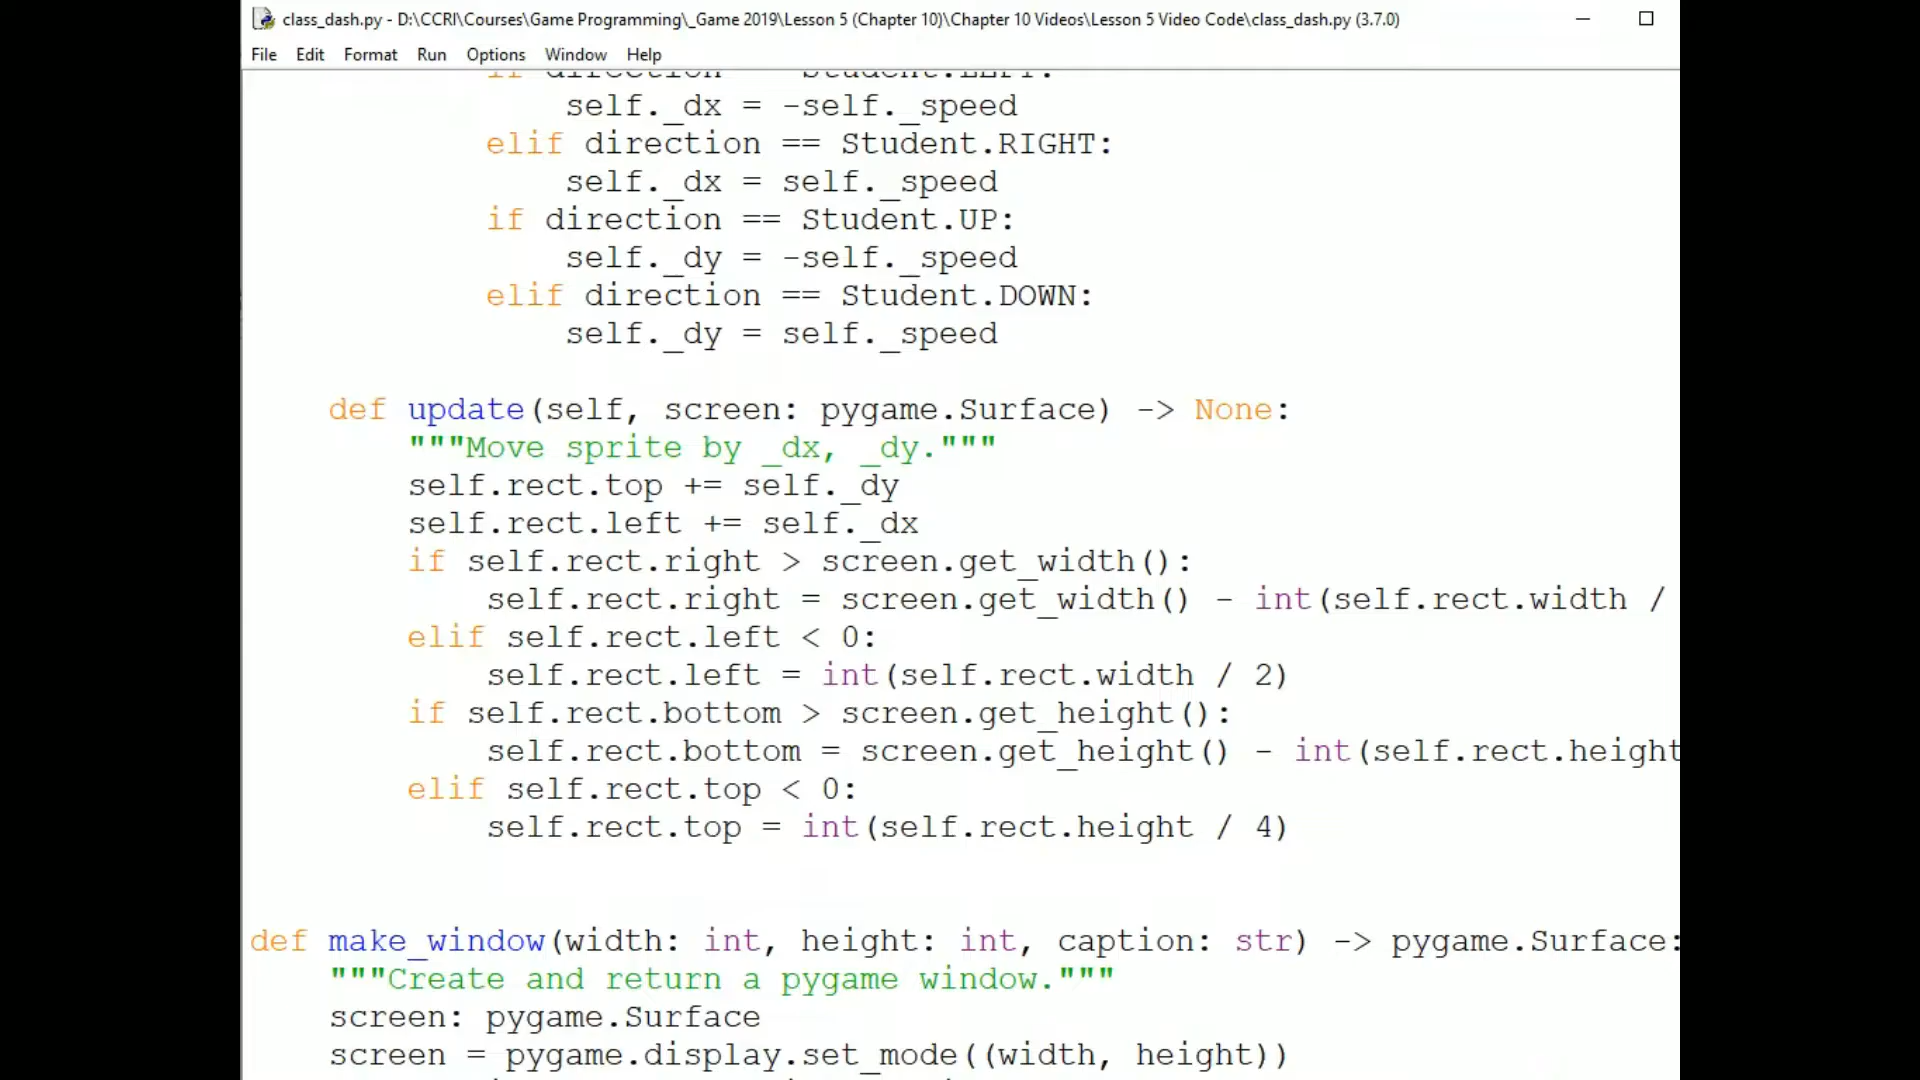 class_dash.py - D:\CCRI\Courses\Game Programming\_Game 2019\Lesson 5 (Chapter 10)\Chapter 10 Videos\Lesson 5 Video Code\class_dash.py (3.7.0)
File Edit Format Run Options Window Help
if direction == Student.LEFT:
self._dx = -self._speed
elif direction == Student.RIGHT:
self._dx = self._speed
if direction == Student.UP:
self._dy = -self._speed
elif direction == Student.DOWN:
self._dy = self._speed
def update(self, screen: pygame.Surface) -> None:
"""Move sprite by _dx, _dy."""
self.rect.top += self._dy
self.rect.left += self._dx
if self.rect.right > screen.get_width():
self.rect.right = screen.get_width() - int(self.rect.width /
elif self.rect.left < 0:
self.rect.left = int(self.rect.width / 2)
if self.rect.bottom > screen.get_height():
self.rect.bottom = screen.get_height() - int(self.rect.height
elif self.rect.top < 0:
self.rect.top = int(self.rect.height / 4)
def make_window(width: int, height: int, caption: str) -> pygame.Surface:
"""Create and return a pygame window."""
screen: pygame.Surface
screen = pygame.display.set_mode((width, height))